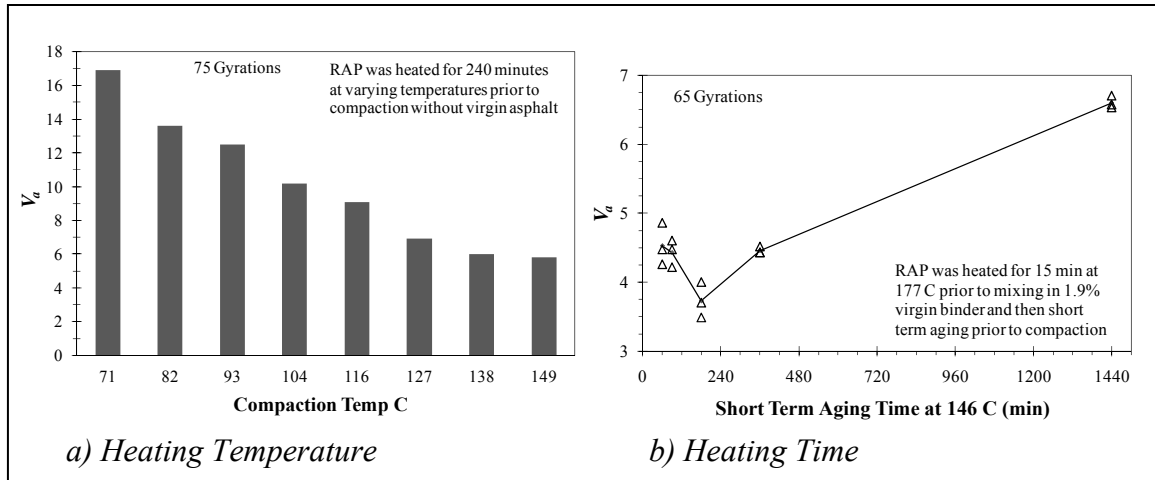 18
16
14
12
10
8
6
4
2
0
V_a
75 Gyrations
RAP was heated for 240 minutes
at varying temperatures prior to
compaction without virgin asphalt
71 82 93 104 116 127 138 149
Compaction Temp C
a) Heating Temperature
7
6
5
4
3
V_a
65 Gyrations
RAP was heated for 15 min at
177 C prior to mixing in 1.9%
virgin binder and then short
term aging prior to compaction
0 240 480 720 960 1200 1440
Short Term Aging Time at 146 C (min)
b) Heating Time